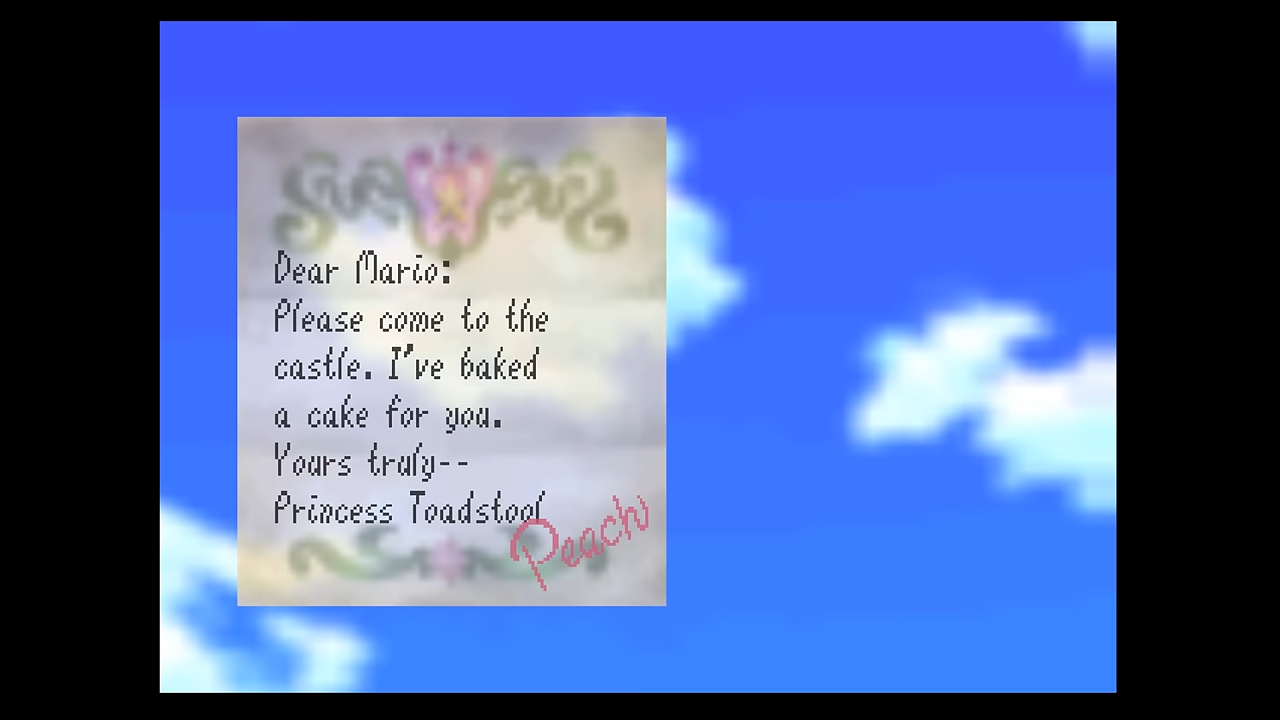 Dear Mario:
Please come to the
castle. I've baked
a cake for you.
Yours truly--
Princess Toadstool
Peach